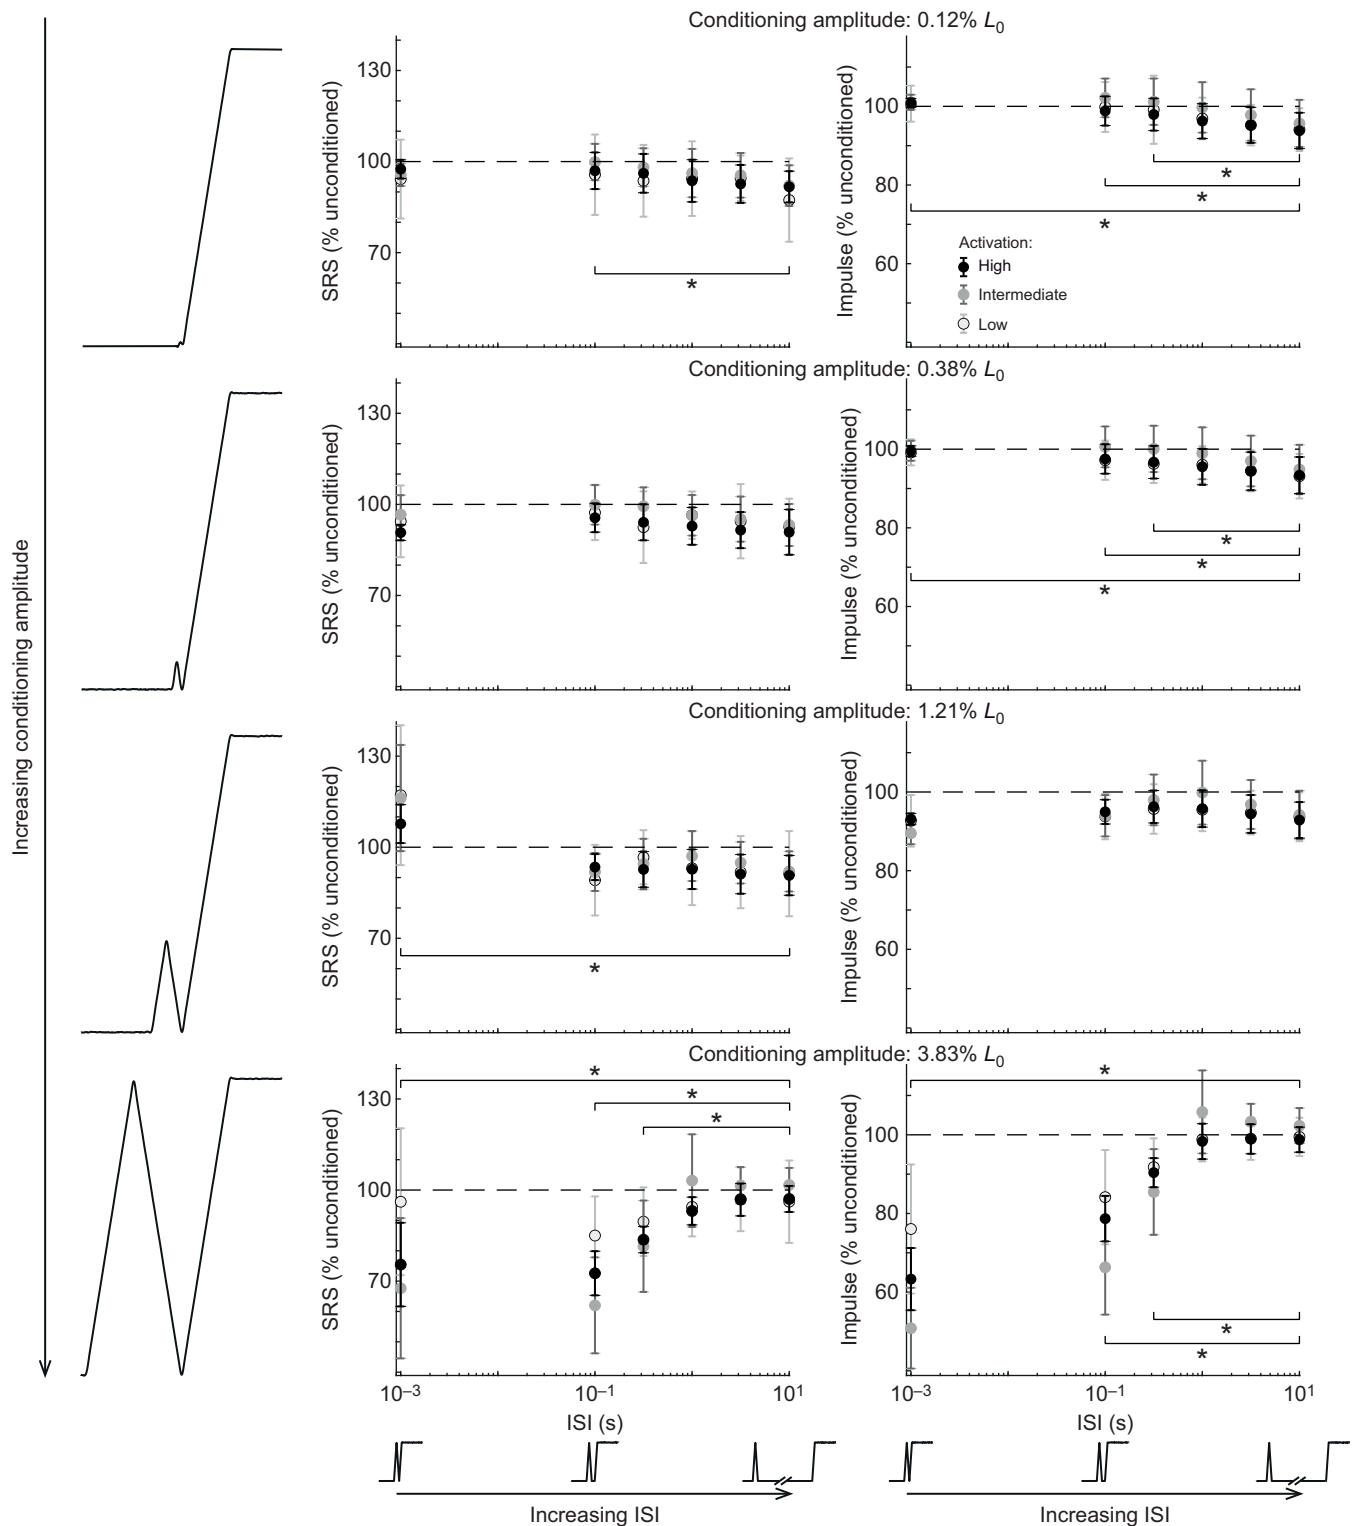 Increasing conditioning amplitude
Conditioning amplitude: 0.12% L0
SRS (% unconditioned)
130
100
70
*
Impulse (% unconditioned)
100
80
60
*
*
*
Activation:
High
Intermediate
Low
Conditioning amplitude: 0.38% L0
SRS (% unconditioned)
130
100
70
Impulse (% unconditioned)
100
80
60
*
*
*
Conditioning amplitude: 1.21% L0
SRS (% unconditioned)
130
100
70
*
Impulse (% unconditioned)
100
80
60
Conditioning amplitude: 3.83% L0
SRS (% unconditioned)
130
100
70
*
*
*
10–3 10–1 101
ISI (s)
Impulse (% unconditioned)
100
80
60
*
*
*
10–3 10–1 101
ISI (s)
Increasing ISI
Increasing ISI